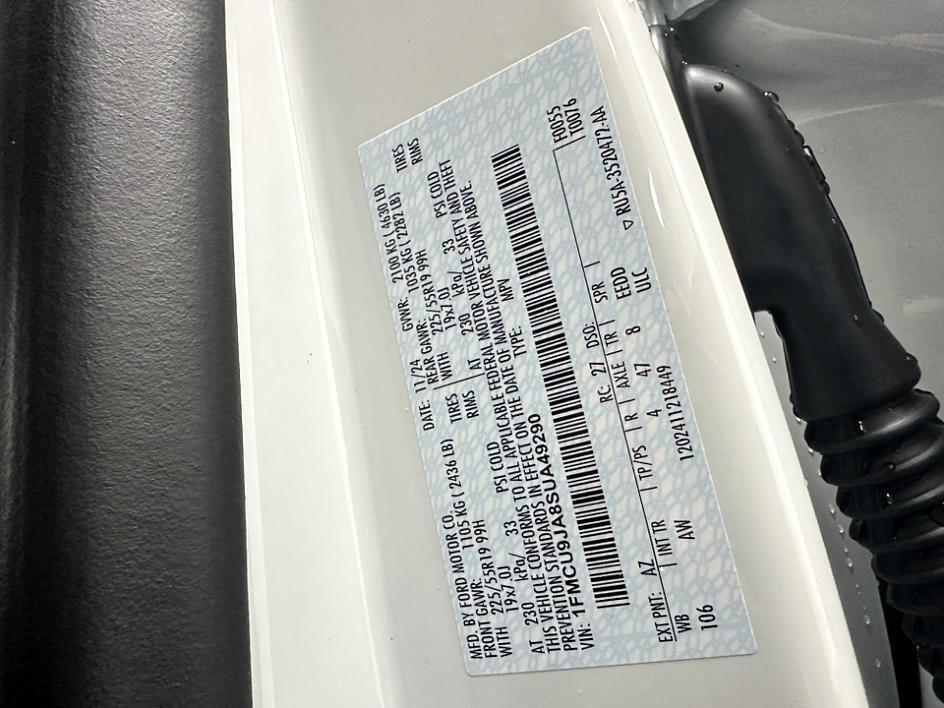 MFD. BY FORD MOTOR CO.
DATE: 11/24 GVWR: 2100 KG ( 4630 LB)
FRONT GAWR: 1105 KG ( 2436 LB) REAR GAWR: 1035 KG ( 2282 LB)
WITH 225/55R19 99H TIRES WITH 225/55R19 99H TIRES
19x7.0J RIMS 19x7.0J RIMS
AT 230 kPa/ 33 PSI COLD AT 230 kPa/ 33 PSI COLD
THIS VEHICLE CONFORMS TO ALL APPLICABLE FEDERAL MOTOR VEHICLE SAFETY AND THEFT
PREVENTION STANDARDS IN EFFECT ON THE DATE OF MANUFACTURE SHOWN ABOVE.
VIN: 1FMCU9JA8SUA49290 TYPE: MPV
F0055
T0076
EXT PNT: AZ RC: 27 DSO:
WB INT TR TP/PS R AXLE TR SPR
106 AW 4 47 8 EEDD
1202411218449 ULC
▽ RU5A-3520472-AA